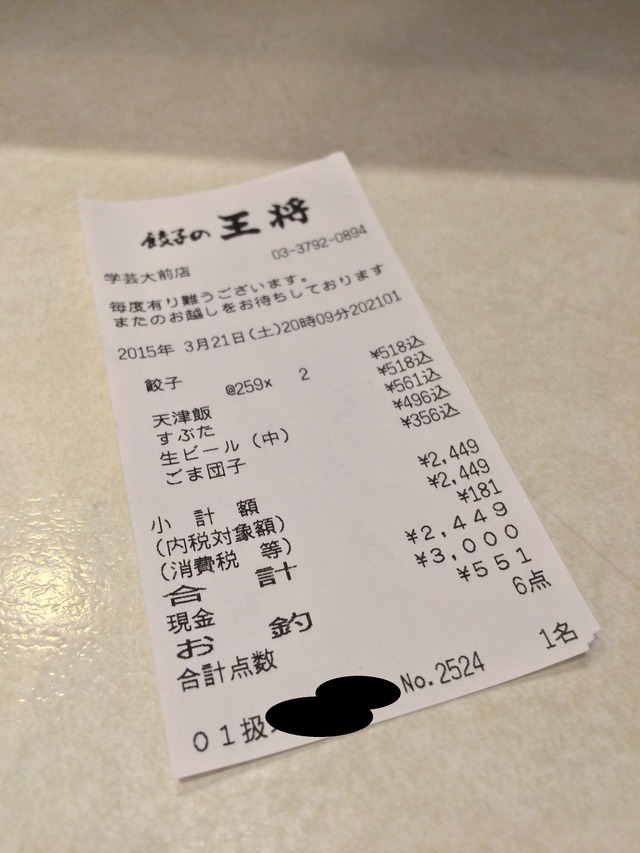 餃子の王将
03-3792-0894
学芸大前店
毎度有り難うございます。
またのお越しをお待ちしております
2015年 3月21日(土)20時09分202101
餃子 @259× 2 ¥518込
天津飯 ¥518込
すぶた ¥561込
生ビール (中) ¥496込
ごま団子 ¥356込
小 計 額 ¥2,449
(内税対象額) ¥2,449
(消費税 等) ¥181
合 計 ¥2,449
現金 ¥3,000
お 釣 ¥551
合計点数 6点
01扱 No.2524 1名